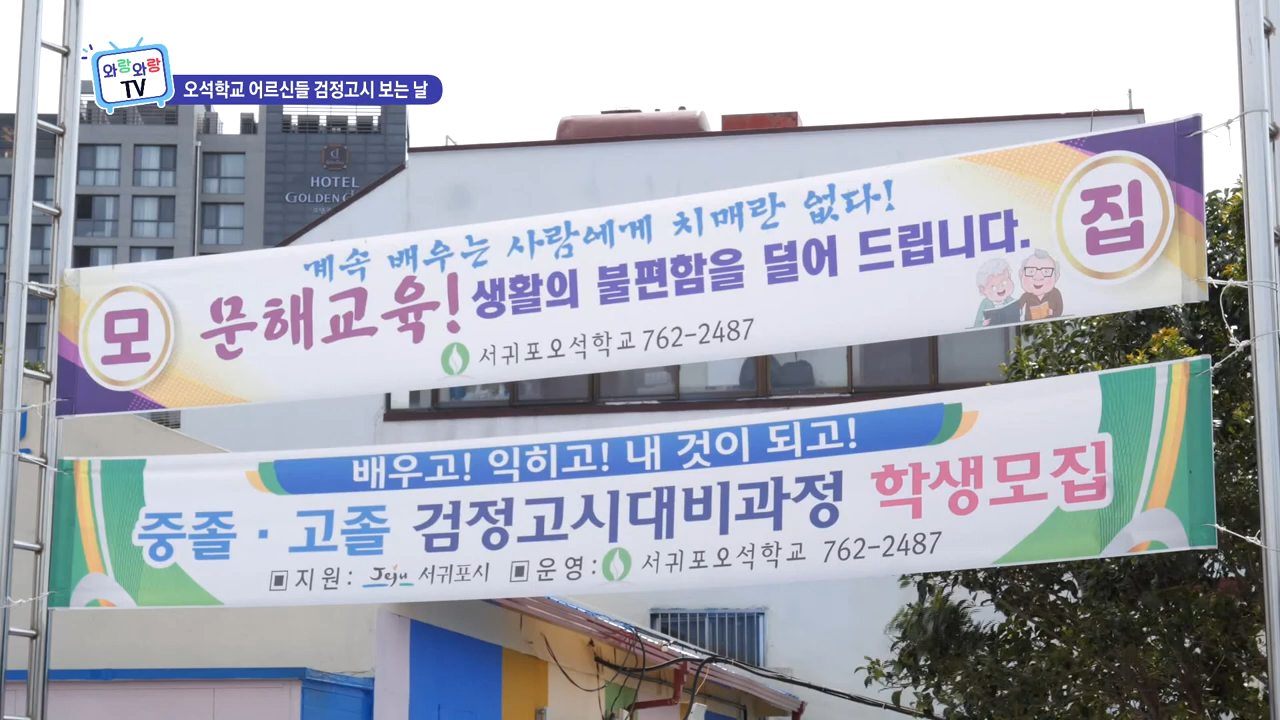 와랑와랑
TV
오석학교 어르신들 검정고시 보는 날
HOTEL
계속 배우는 사람에게 치매란 없다!
모 문해교육! 생활의 불편함을 덜어 드립니다. 집
서귀포오석학교 762-2487
배우고! 익히고! 내 것이 되고!
중졸 · 고졸 검정고시대비과정 학생모집
▣지원: Jeju 서귀포시 ▣운영: 서귀포오석학교 762-2487
GOLDEN